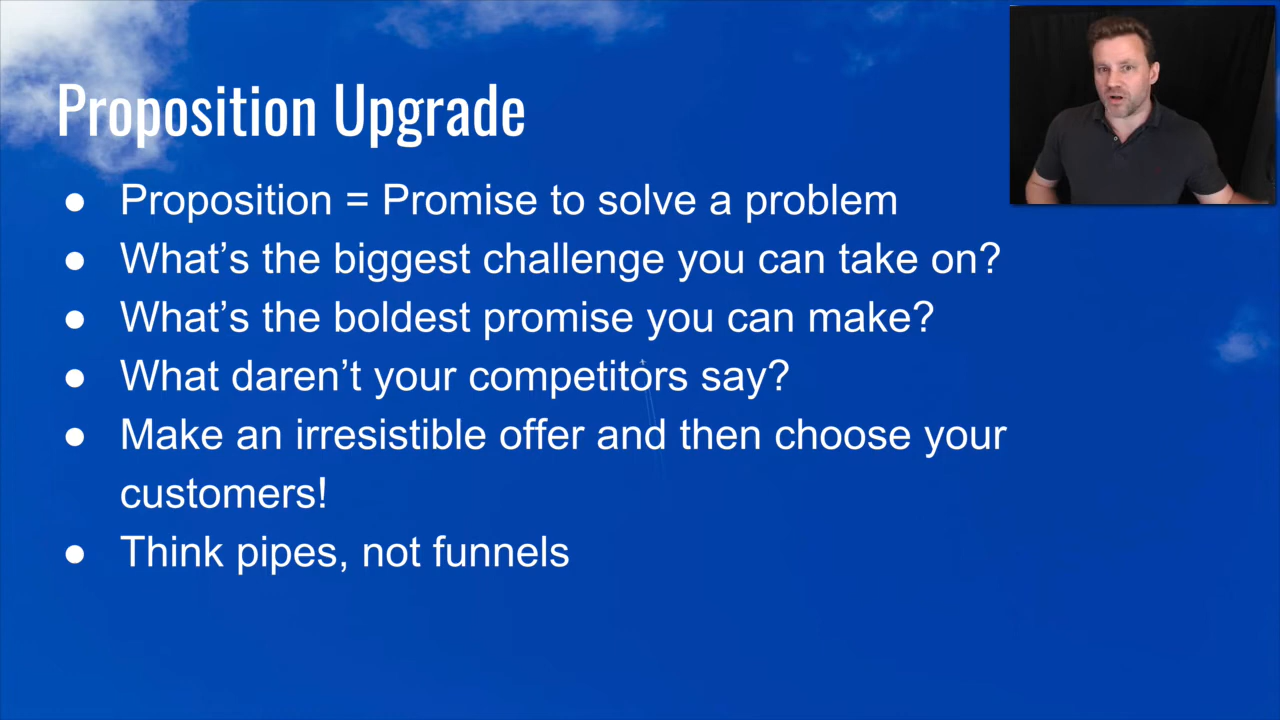 Proposition Upgrade
● Proposition = Promise to solve a problem
● What’s the biggest challenge you can take on?
● What’s the boldest promise you can make?
● What daren’t your competitors say?
● Make an irresistible offer and then choose your
customers!
● Think pipes, not funnels